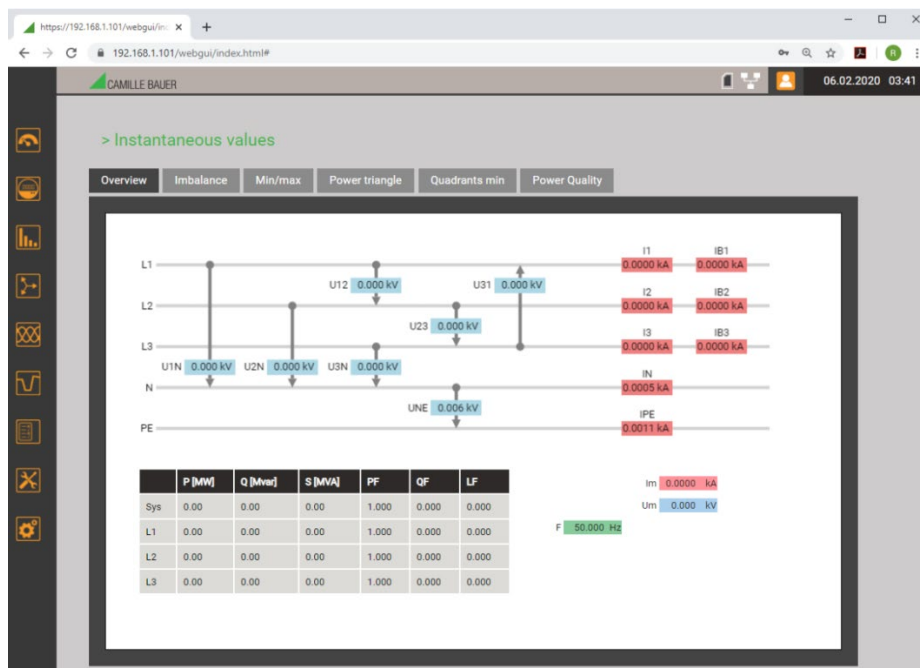 https://192.168.1.101/webgui/in
192.168.1.101/webgui/index.html#
R
CAMILLE BAUER
06.02.2020 03:41
> Instantaneous values
Overview Imbalance Min/max Power triangle Quadrants min Power Quality
I1 IB1
L1 0.0000 kA 0.0000 kA
U12 0.000 kV U31 0.000 kV
I2 IB2
L2 0.0000 kA 0.0000 kA
U23 0.000 kV
I3 IB3
L3 0.0000 kA 0.0000 kA
U1N 0.000 kV U2N 0.000 kV U3N 0.000 kV
IN
N 0.0005 kA
UNE 0.006 kV
IPE
PE 0.0011 kA
P [MW] Q [Mvar] S [MVA] PF QF LF
Sys 0.00 0.00 0.00 1.000 0.000 0.000
L1 0.00 0.00 0.00 1.000 0.000 0.000
L2 0.00 0.00 0.00 1.000 0.000 0.000
L3 0.00 0.00 0.00 1.000 0.000 0.000
Im 0.0000 kA
Um 0.000 kV
F 50.000 Hz